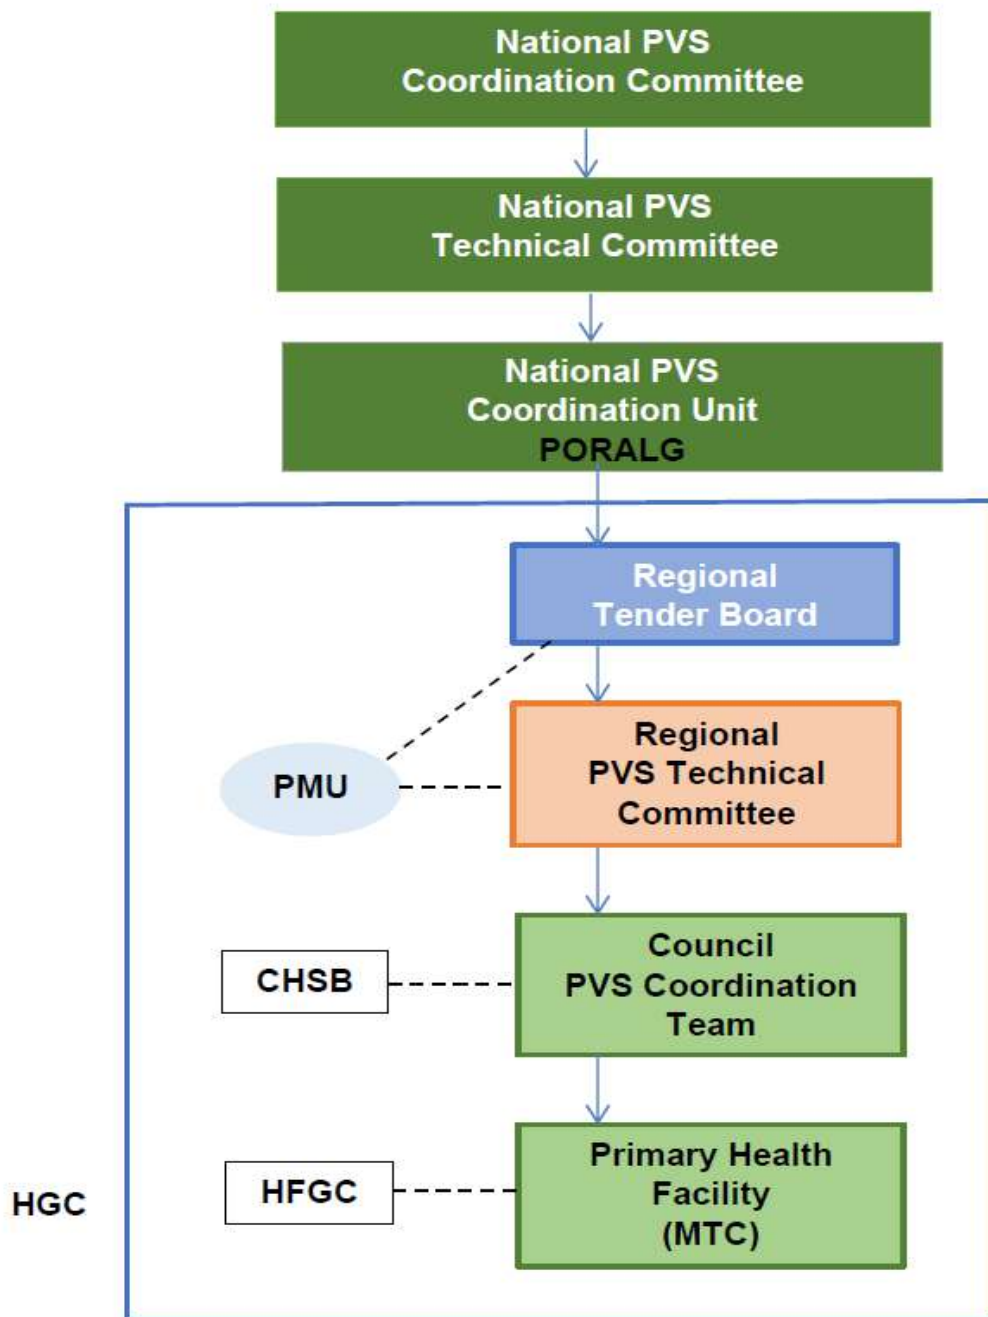 National PVS
Coordination Committee
National PVS
Technical Committee
National PVS
Coordination Unit
PORALG
Regional
Tender Board
Regional
PVS Technical
Committee
PMU
Council
PVS Coordination
Team
CHSB
Primary Health
Facility
(MTC)
HFGC
HGC